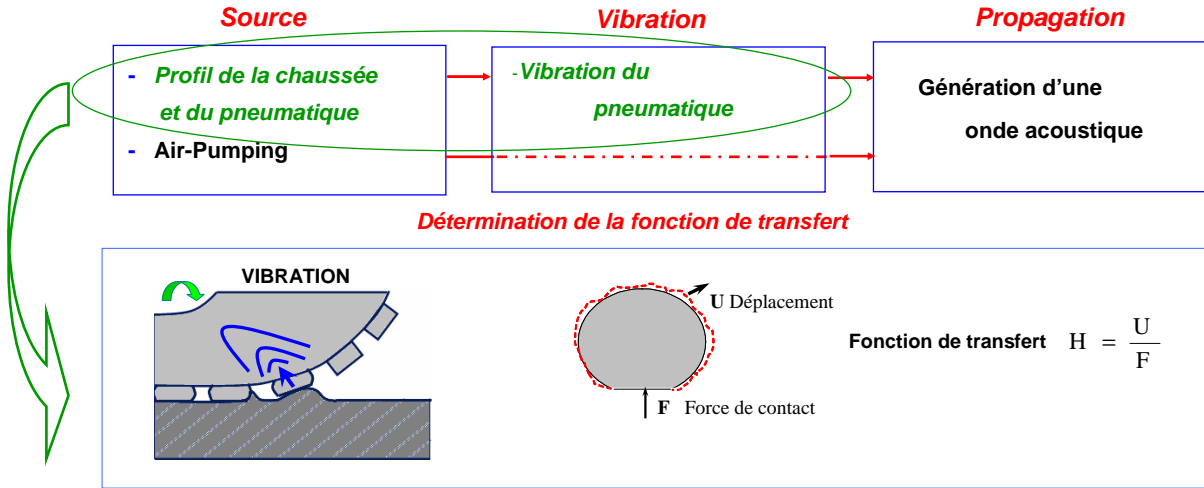 Source
Vibration
Propagation
- Profil de la chaussée
et du pneumatique
- Air-Pumping
-Vibration du
pneumatique
Génération d'une
onde acoustique
Détermination de la fonction de transfert
VIBRATION
U Déplacement
F Force de contact
Fonction de transfert H = U
F